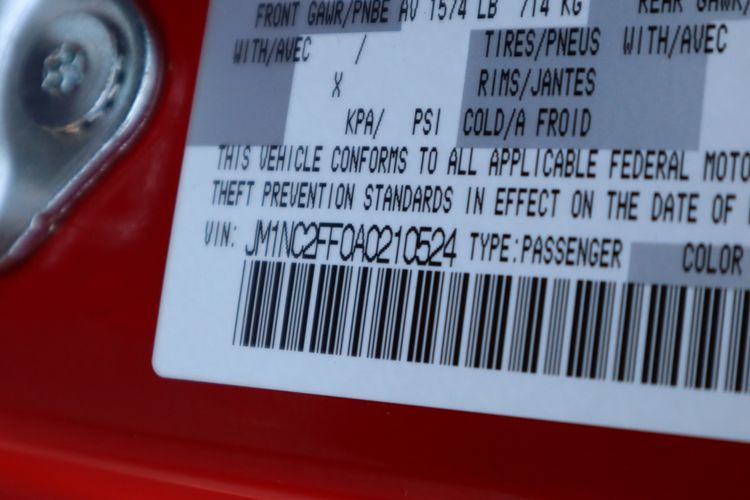 FRONT GAWR/PNBE AV 1574 LB 714 KG REAR GAWR/
WITH/AVEC / TIRES/PNEUS WITH/AVEC
X RIMS/JANTES
KPA/ PSI COLD/A FROID
THIS VEHICLE CONFORMS TO ALL APPLICABLE FEDERAL MOTO
THEFT PREVENTION STANDARDS IN EFFECT ON THE DATE OF
VIN: JM1NC2FF0A0210524 TYPE:PASSENGER COLOR